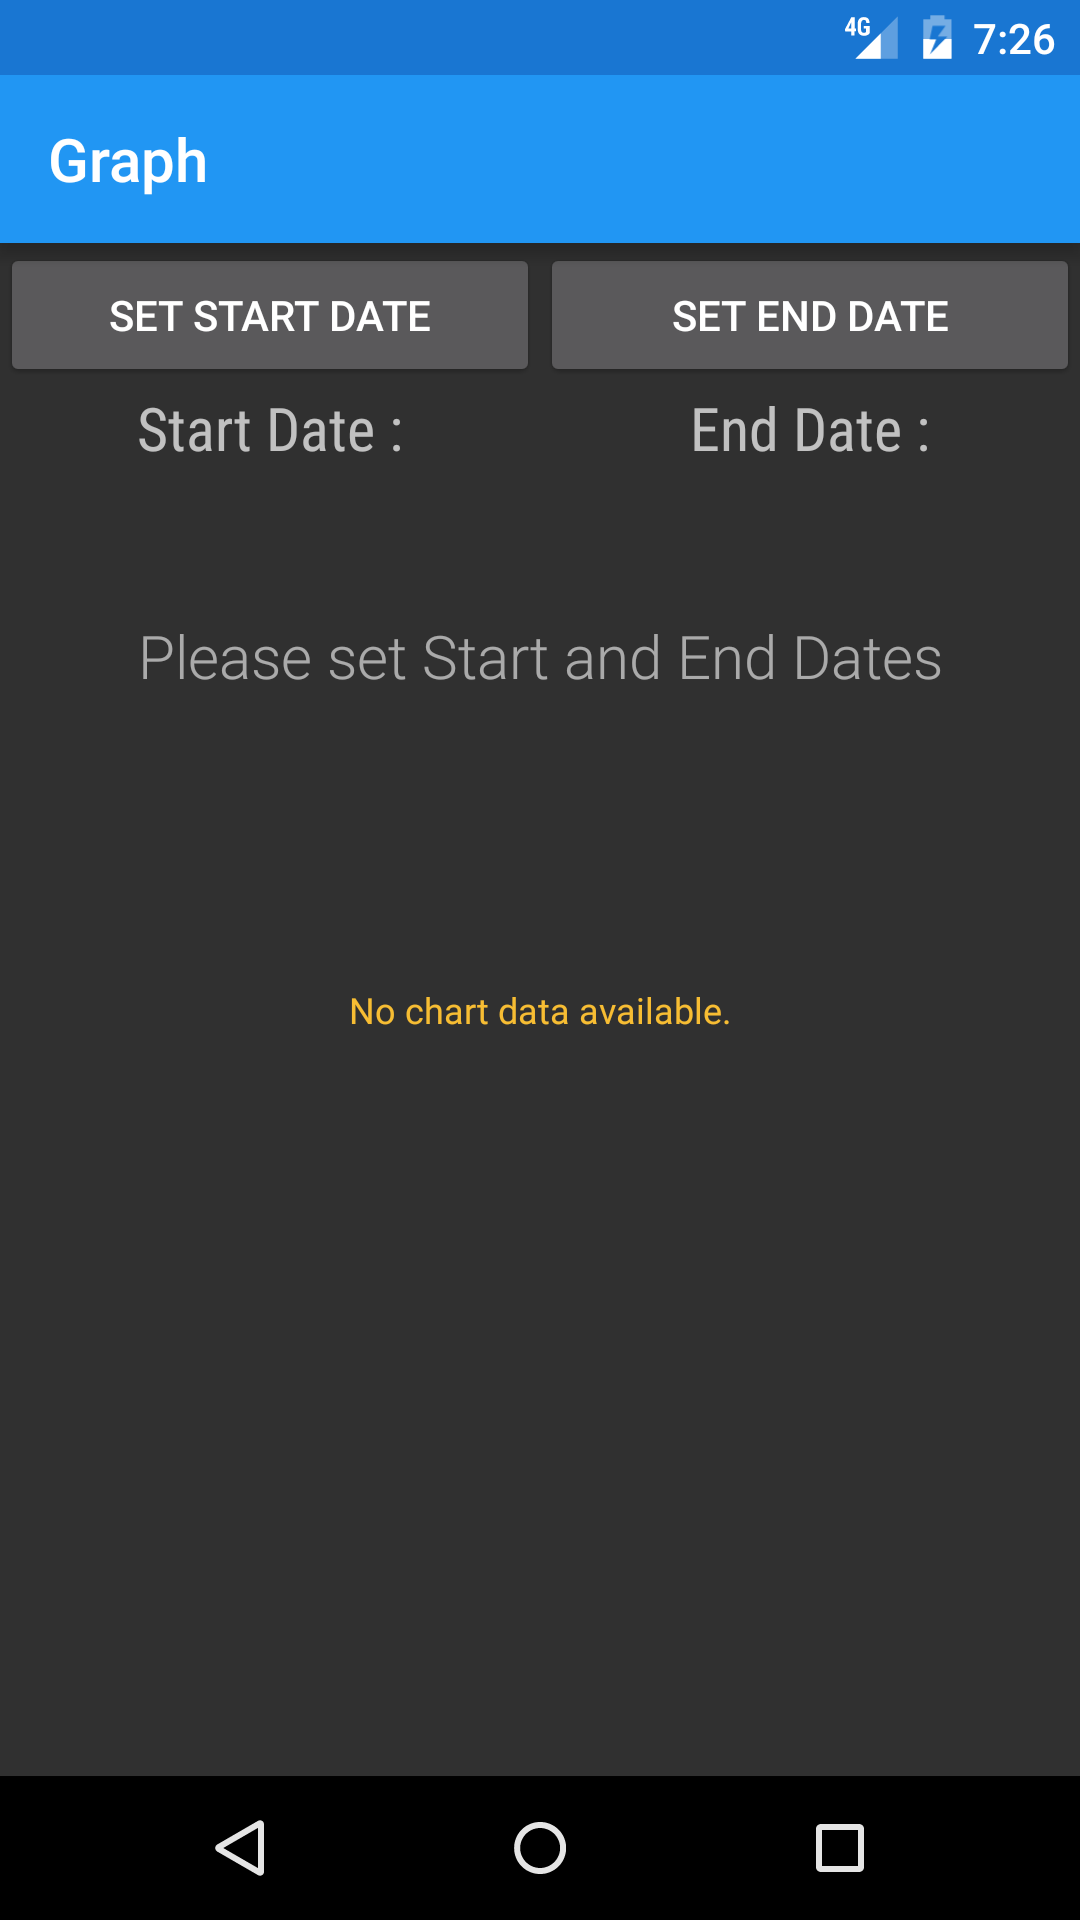 4G 7:26
Graph
SET START DATE SET END DATE
Start Date : End Date :
Please set Start and End Dates
No chart data available.